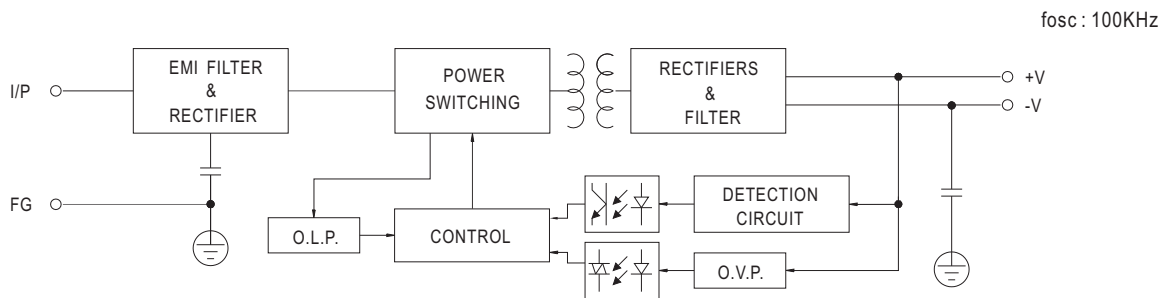 fosc : 100KHz
I/P
EMI FILTER
&
RECTIFIER
POWER
SWITCHING
RECTIFIERS
&
FILTER
+V
-V
FG
O.L.P.
CONTROL
DETECTION
CIRCUIT
O.V.P.